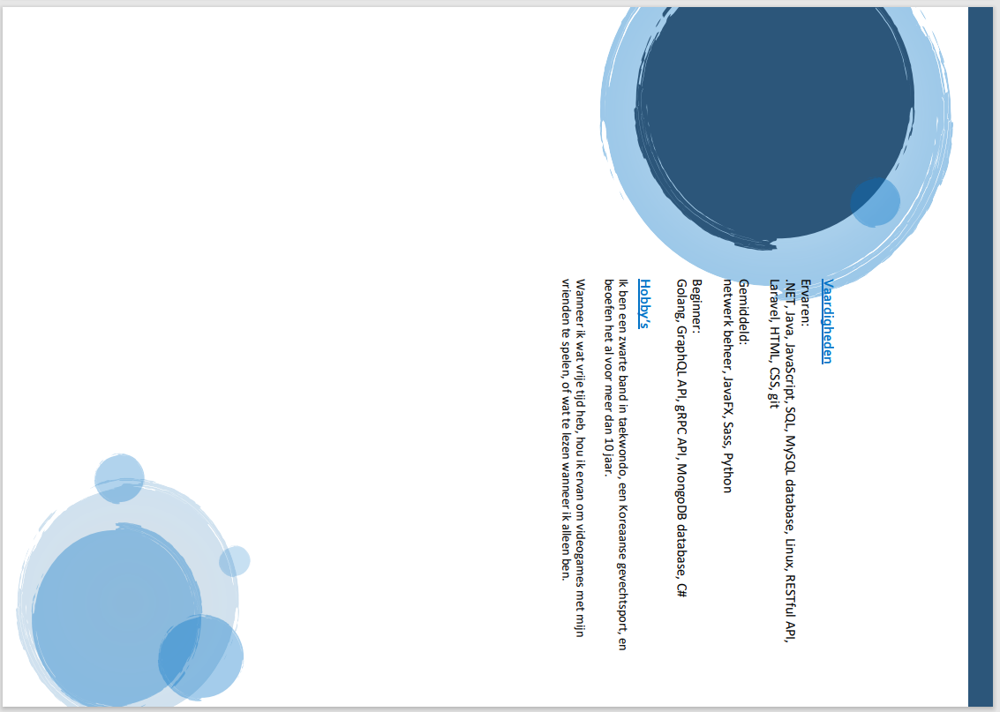 Vaardigheden
Ervaren:
.NET, Java, JavaScript, SQL, MySQL database, Linux, RESTful API,
Laravel, HTML, CSS, git
Gemiddeld:
netwerk beheer, JavaFX, Sass, Python
Beginner:
Golang, GraphQL API, gRPC API, MongoDB database, C#
Hobby's
Ik ben een zwarte band in taekwondo, een Koreaanse gevechtsport, en
beoefen het al voor meer dan 10 jaar.
Wanneer ik wat vrije tijd heb, hou ik ervan om videogames met mijn
vrienden te spelen, of wat te lezen wanneer ik alleen ben.